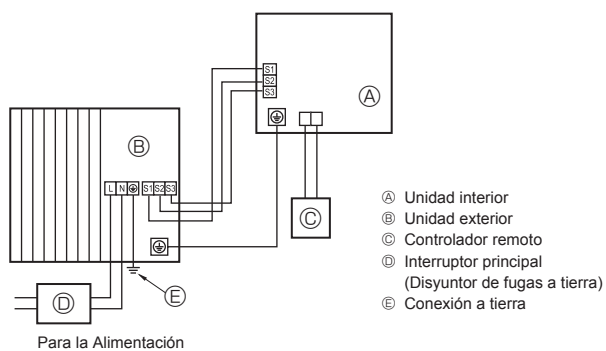 S1
S2
S3
Ⓐ
Ⓑ
L N S1 S2 S3
Ⓒ
Ⓓ
Ⓔ
Para la Alimentación
Ⓐ Unidad interior
Ⓑ Unidad exterior
Ⓒ Controlador remoto
Ⓓ Interruptor principal
(Disyuntor de fugas a tierra)
Ⓔ Conexión a tierra